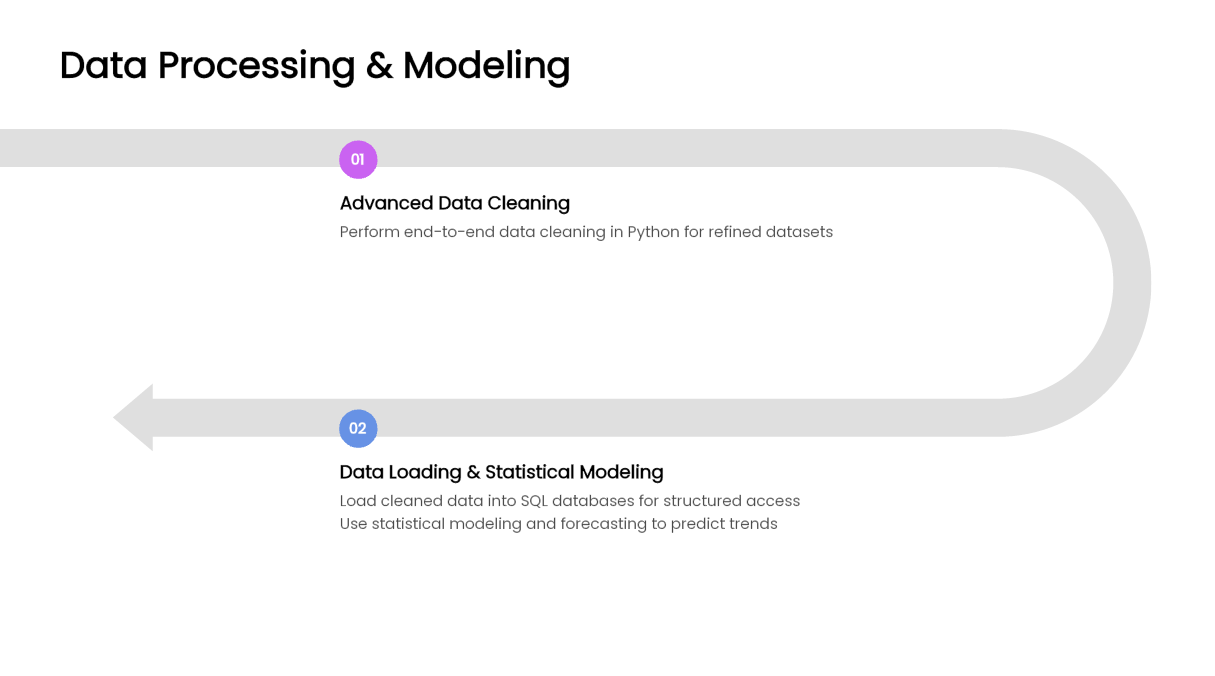 Data Processing & Modeling
01
Advanced Data Cleaning
Perform end-to-end data cleaning in Python for refined datasets
02
Data Loading & Statistical Modeling
Load cleaned data into SQL databases for structured access
Use statistical modeling and forecasting to predict trends